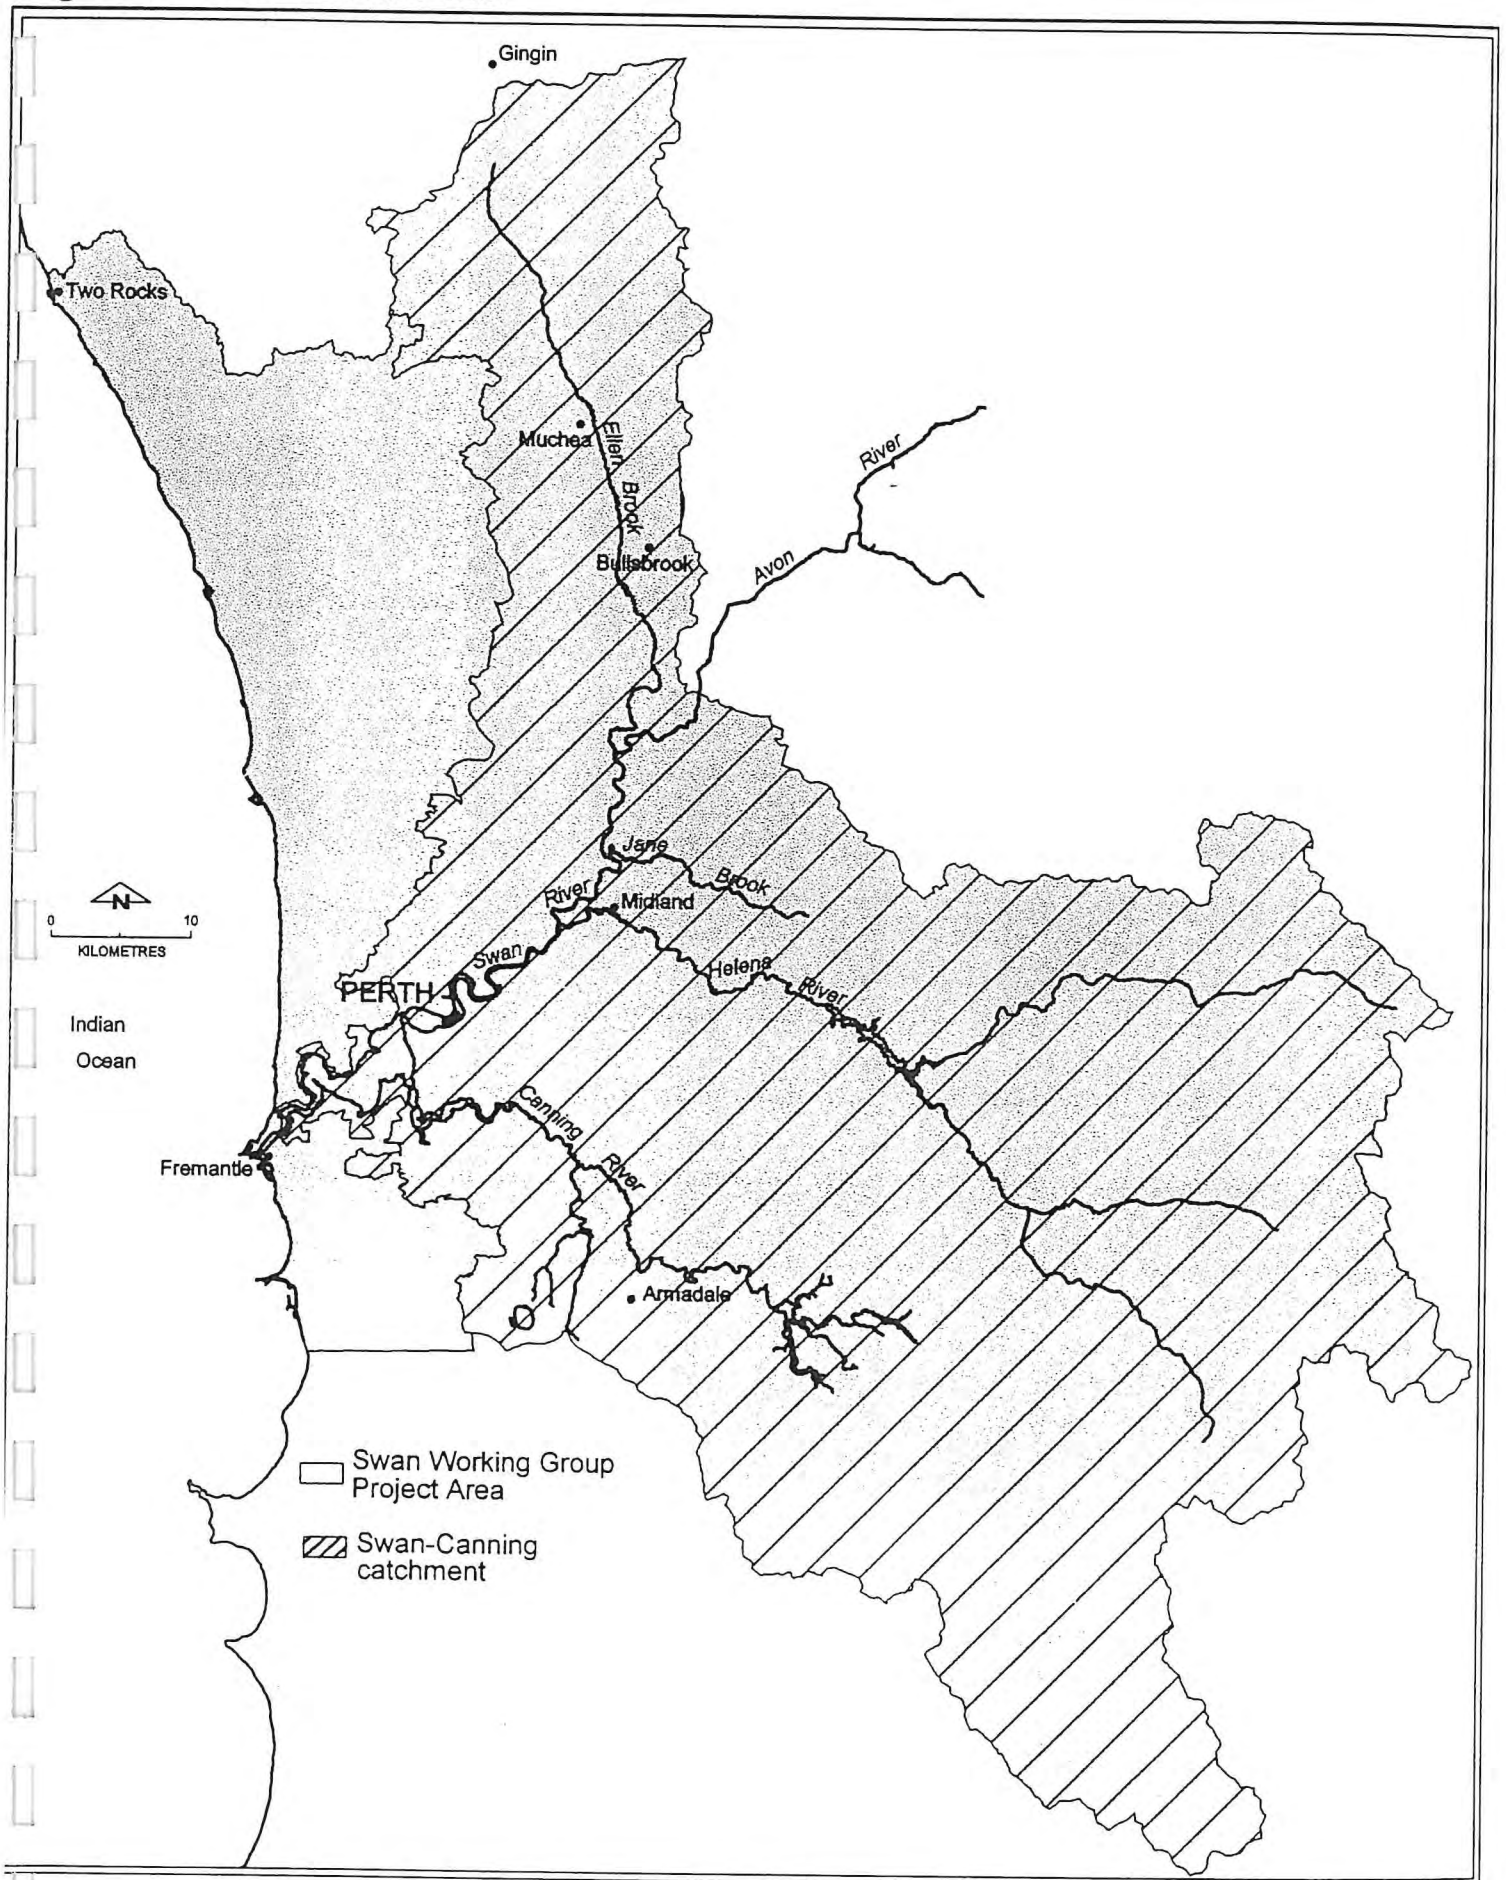 Gingin
Two Rocks
Muchea
Ellen
Brook
Bullsbrook
River
Avon
Jane
Brook
River
Midland
Swan
Helena
River
N
0 10
KILOMETRES
PERTH
Indian
Ocean
Canning
River
Fremantle
Armadale
Swan Working Group
Project Area
Swan-Canning
catchment